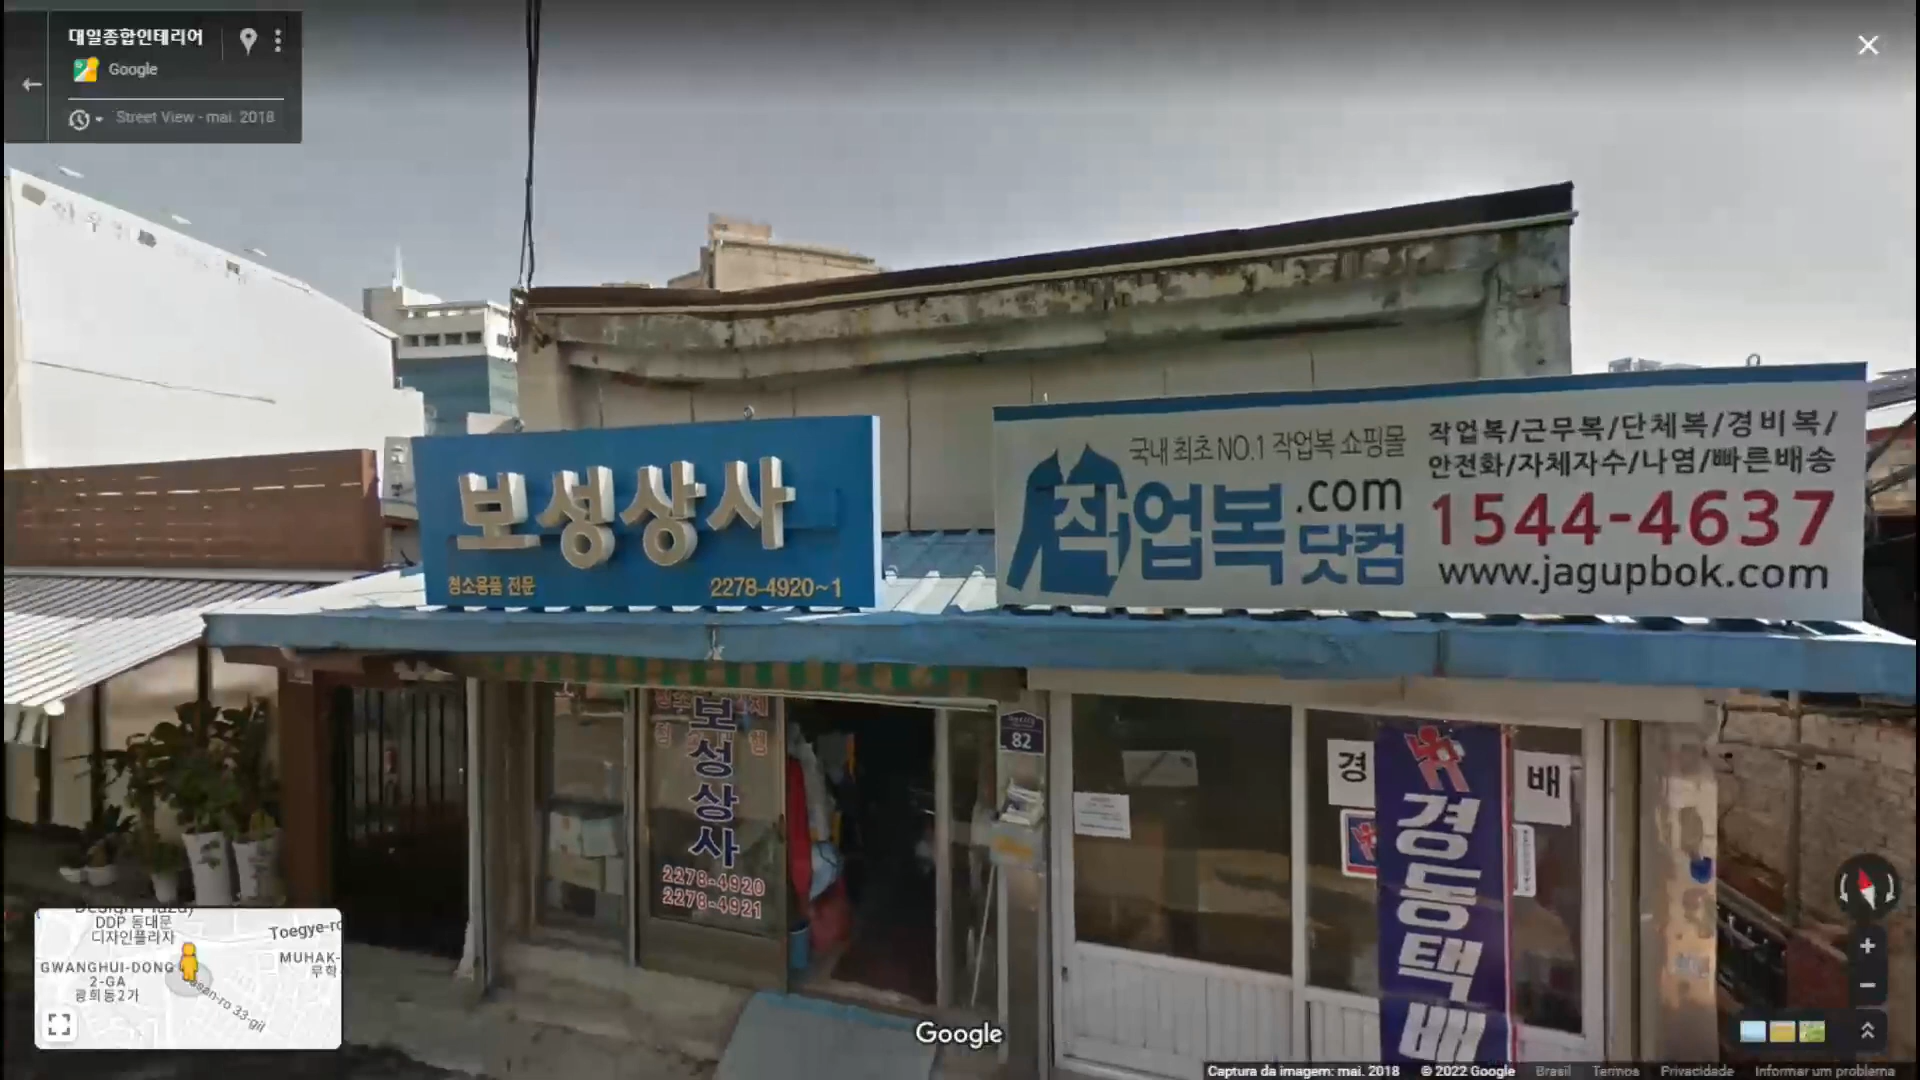 대일종합인테리어
Google
Street View - mai. 2018
보성상사
청소용품 전문
2278-4920~1
국내 최초 NO.1 작업복 쇼핑몰
작업복.com
닷컴
작업복/근무복/단체복/경비복/
안전화/자체자수/나염/빠른배송
1544-4637
www.jagupbok.com
보성상사
2278-4920
2278-4921
82
경
배
경동택배
Design Plaza)
DDP 동대문
디자인플라자
Toegye-ro
GWANGHUI-DONG
2-GA
광희동2가
MUHAK-
무학
san-ro 33-gil
Google
Captura da imagem: mai. 2018
© 2022 Google
Brasil
Termos
Privacidade
Informar um problema